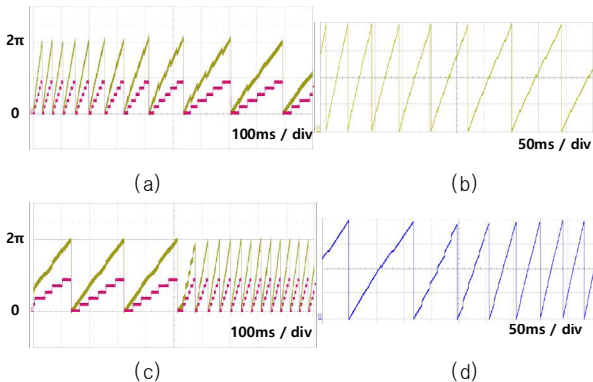 2π
0
100ms / div
50ms / div
(a)
(b)
2π
0
100ms / div
50ms / div
(c)
(d)